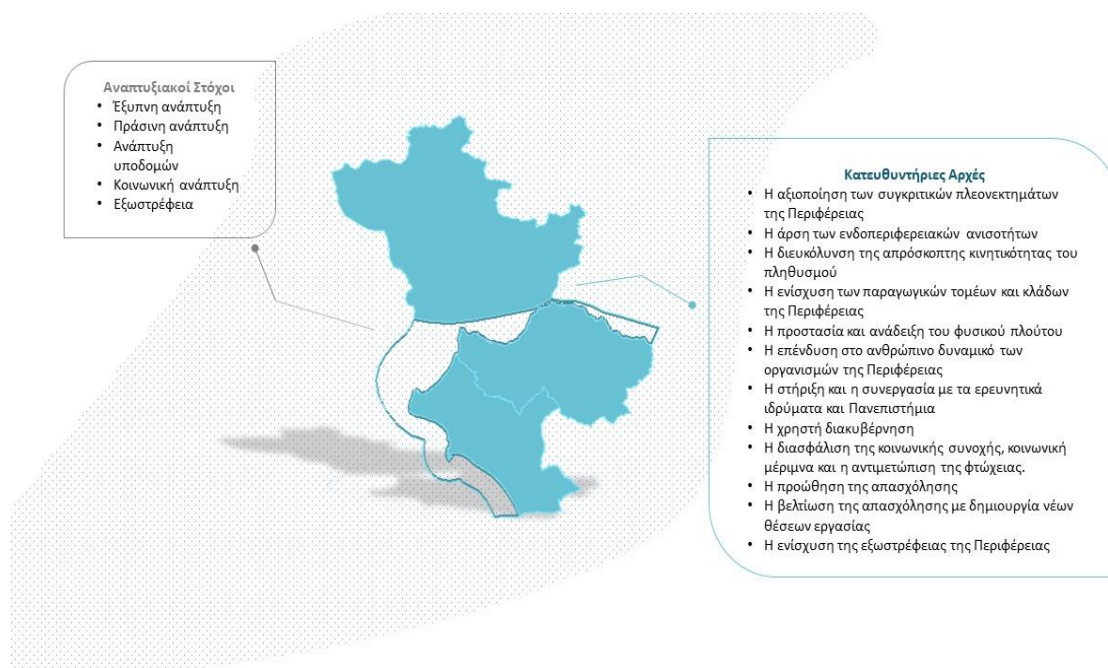 Αναπτυξιακοί Στόχοι
• Έξυπνη ανάπτυξη
• Πράσινη ανάπτυξη
• Ανάπτυξη
υποδομών
• Κοινωνική ανάπτυξη
• Εξωστρέφεια
Κατευθυντήριες Αρχές
• Η αξιοποίηση των συγκριτικών πλεονεκτημάτων
της Περιφέρειας
• Η άρση των ενδοπεριφερειακών ανισοτήτων
• Η διευκόλυνση της απρόσκοπτης κινητικότητας του
πληθυσμού
• Η ενίσχυση των παραγωγικών τομέων και κλάδων
της Περιφέρειας
• Η προστασία και ανάδειξη του φυσικού πλούτου
• Η επένδυση στο ανθρώπινο δυναμικό των
οργανισμών της Περιφέρειας
• Η στήριξη και η συνεργασία με τα ερευνητικά
ιδρύματα και Πανεπιστήμια
• Η χρηστή διακυβέρνηση
• Η διασφάλιση της κοινωνικής συνοχής, κοινωνική
μέριμνα και η αντιμετώπιση της φτώχειας.
• Η προώθηση της απασχόλησης
• Η βελτίωση της απασχόλησης με δημιουργία νέων
θέσεων εργασίας
• Η ενίσχυση της εξωστρέφειας της Περιφέρειας